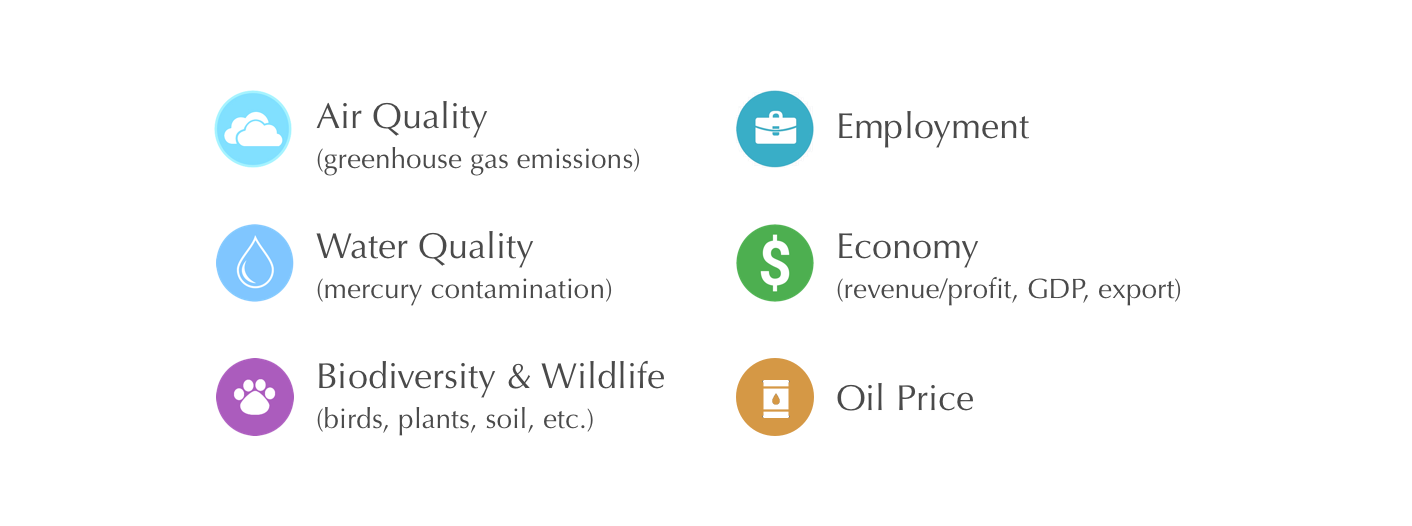 Air Quality
(greenhouse gas emissions)
Water Quality
(mercury contamination)
Biodiversity & Wildlife
(birds, plants, soil, etc.)
Employment
$
Economy
(revenue/profit, GDP, export)
Oil Price